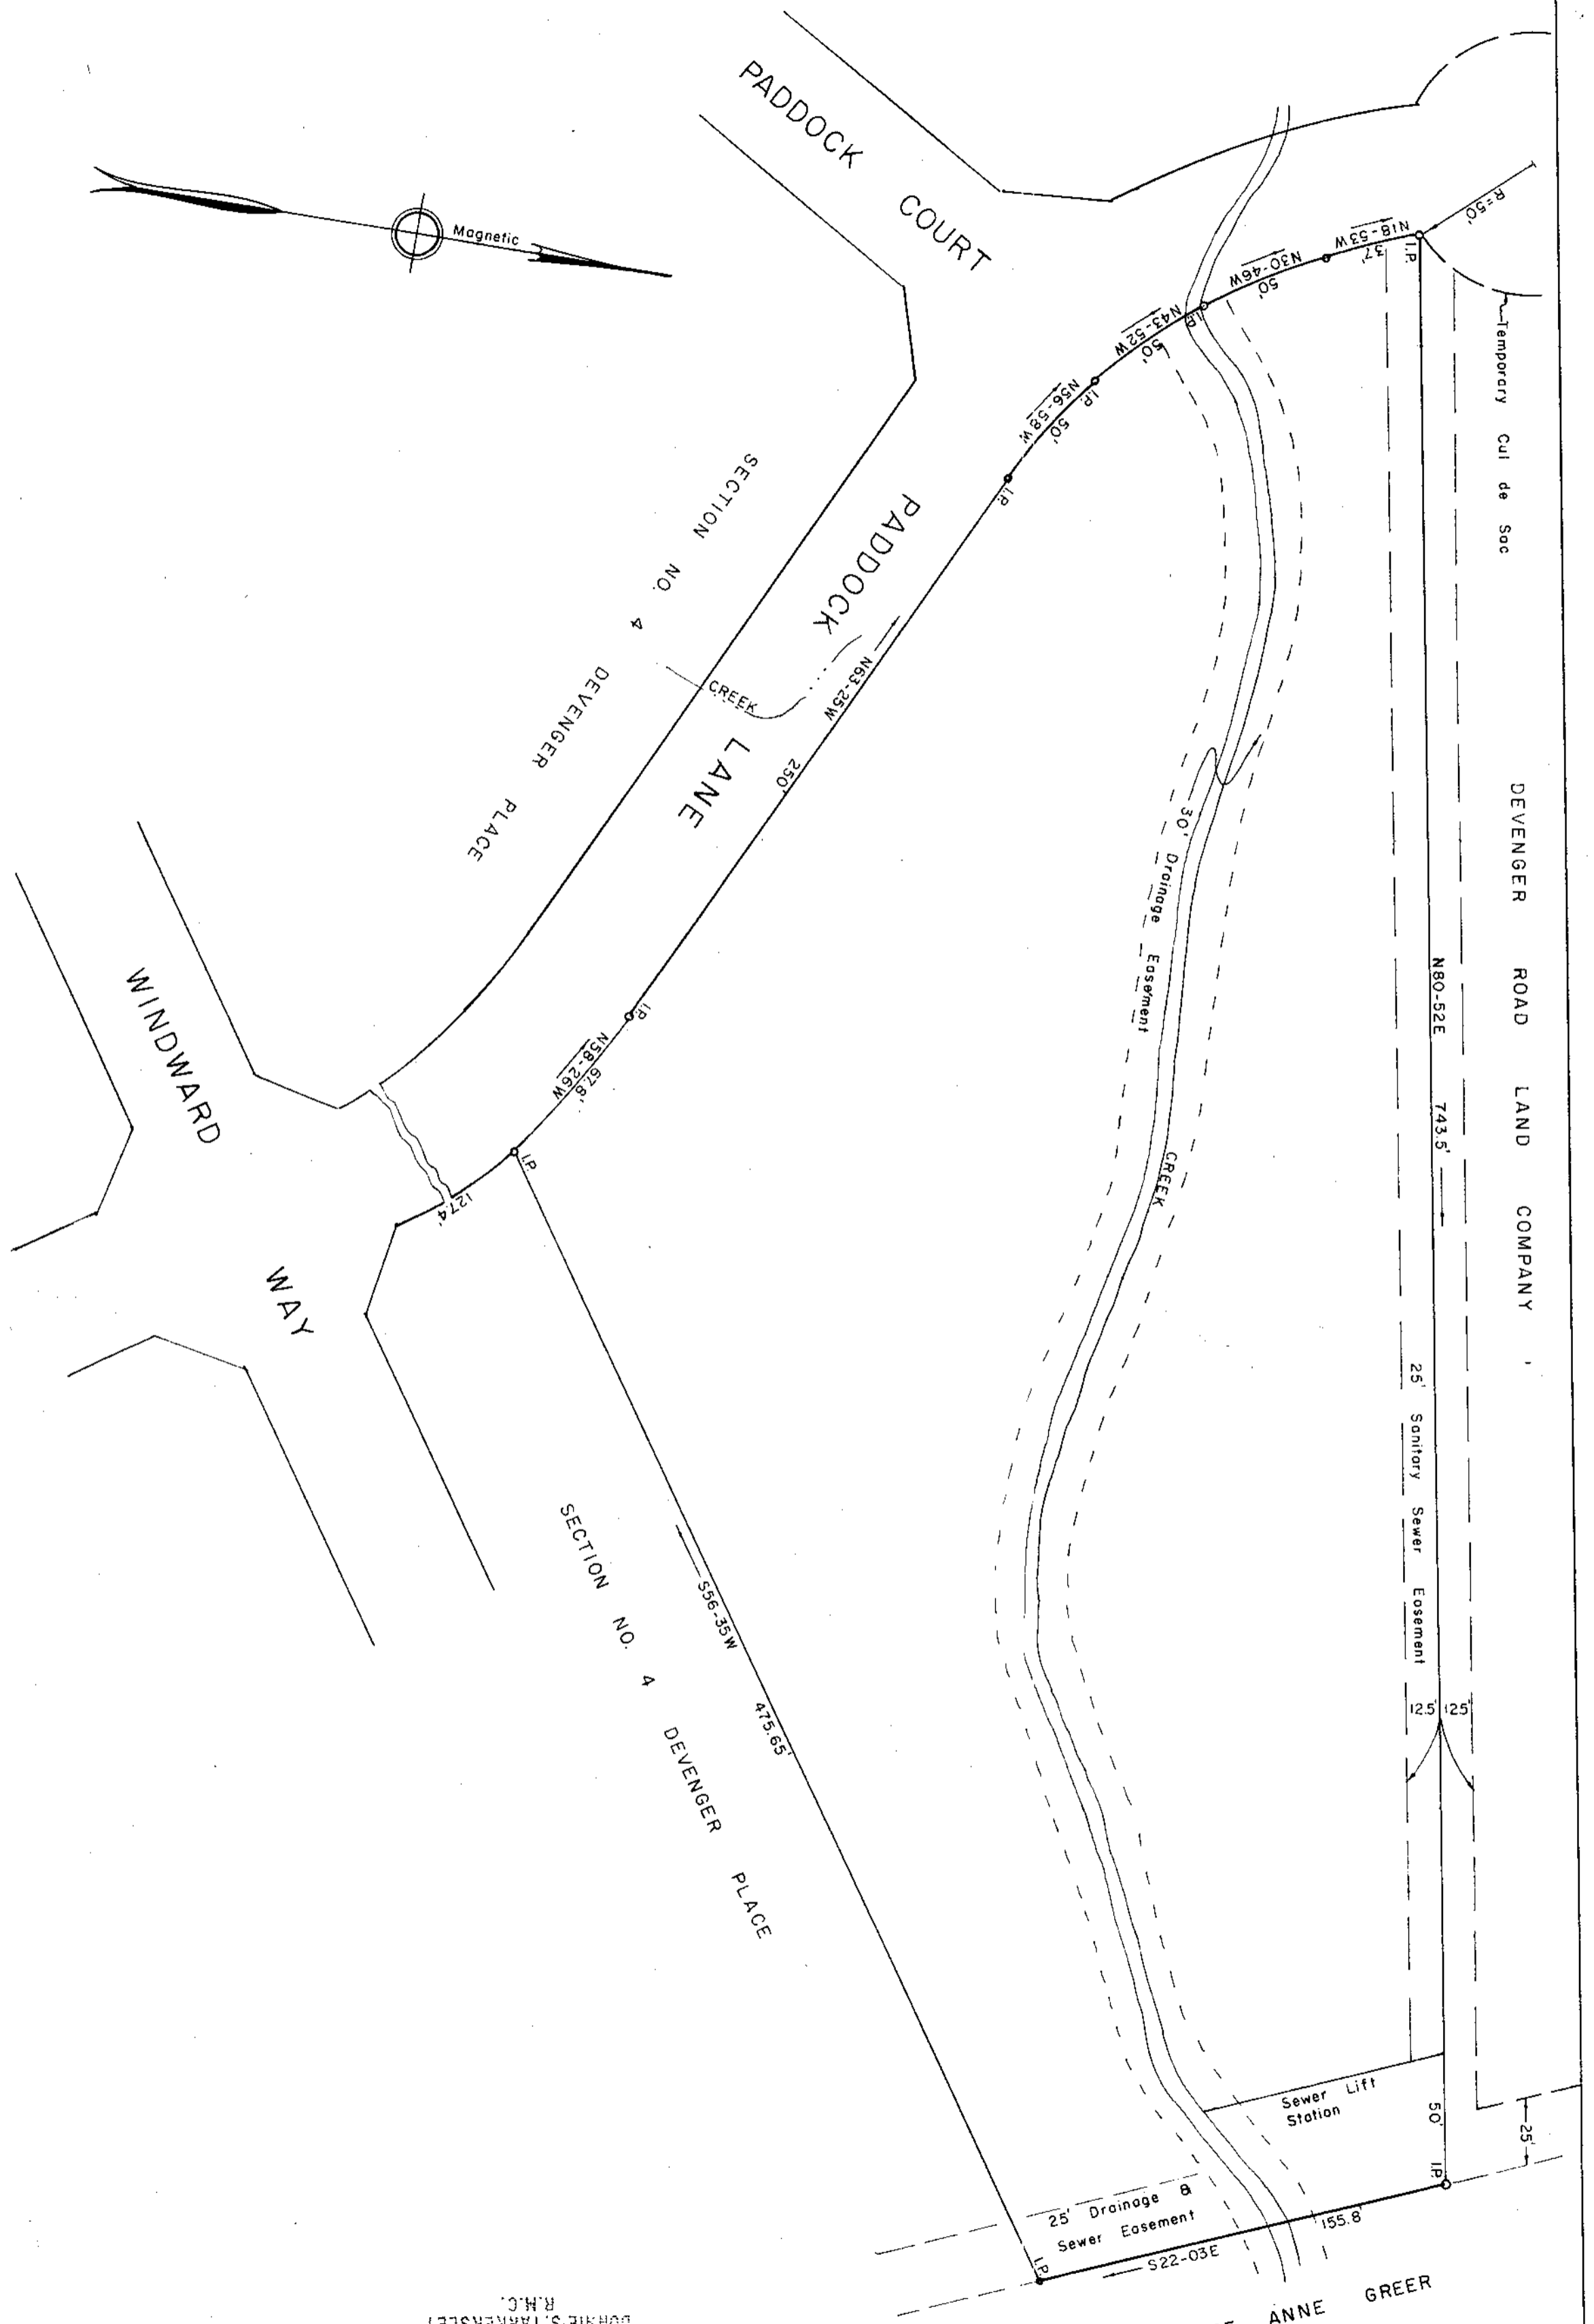 PADDOCK COURT
Magnetic
R=50'
N18-53W
37'
I.P.
N30-46W
50'
I.P.
N43-52W
50'
I.P.
N56-58W
50'
I.P.
Temporary Cul de Sac
SECTION NO. 4 DEVENGER PLACE
PADDOCK LANE
CREEK
N63-25W
250'
I.P.
N58-26W
67.8'
I.P.
127.4'
WINDWARD WAY
30' Drainage Easement
CREEK
DEVENGER ROAD LAND COMPANY
N80-52E 743.5'
25' Sanitary Sewer Easement
12.5' 12.5'
SECTION NO. 4 DEVENGER PLACE
S56-35W
475.65'
Sewer Lift
Station
50'
25'
I.P.
25' Drainage &
Sewer Easement
155.8'
S22-03E
I.P.
ANNE GREER
R.M.C.